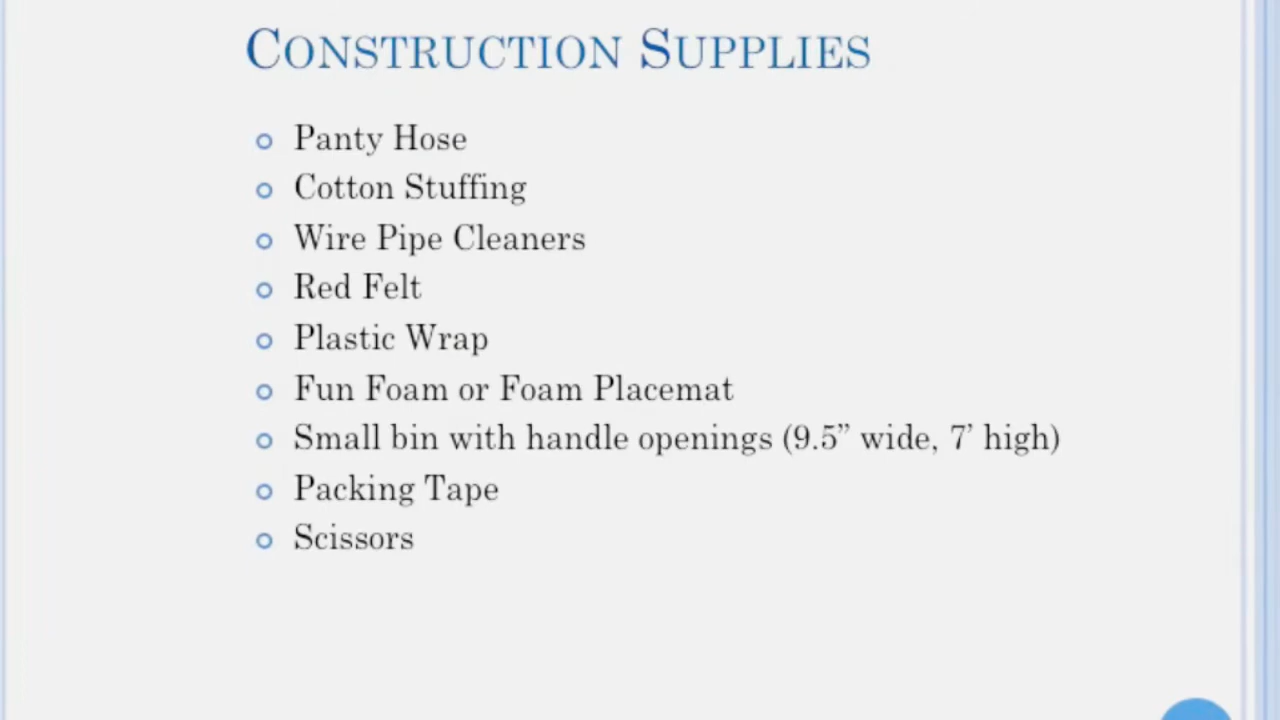 CONSTRUCTION SUPPLIES
Panty Hose
Cotton Stuffing
Wire Pipe Cleaners
Red Felt
Plastic Wrap
Fun Foam or Foam Placemat
Small bin with handle openings (9.5” wide, 7’ high)
Packing Tape
Scissors